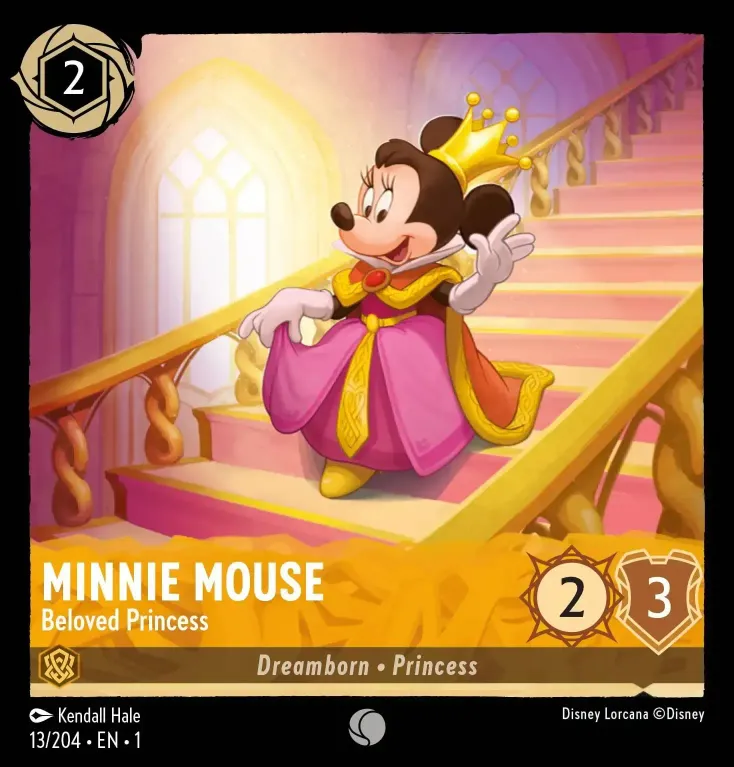 2
MINNIE MOUSE
Beloved Princess
2 3
Dreamborn • Princess
Kendall Hale
Disney Lorcana ©Disney
13/204 • EN • 1